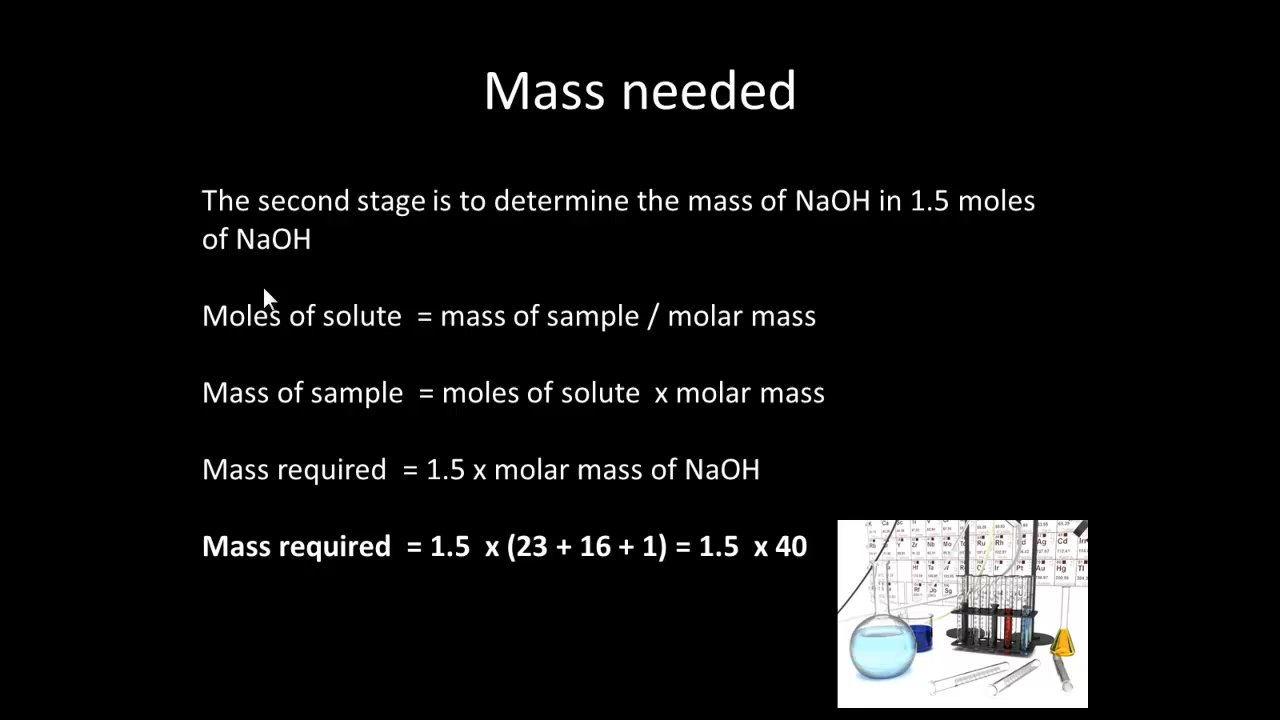 Mass needed
The second stage is to determine the mass of NaOH in 1.5 moles
of NaOH
Moles of solute = mass of sample / molar mass
Mass of sample = moles of solute x molar mass
Mass required = 1.5 x molar mass of NaOH
Mass required = 1.5 x (23 + 16 + 1) = 1.5 x 40